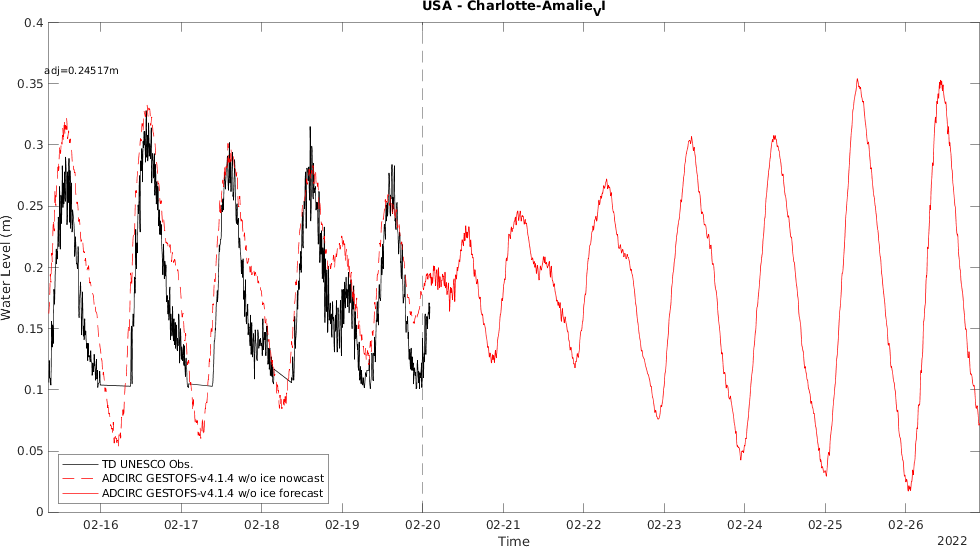 USA - Charlotte-Amalie_VI
0.4
adj=0.24517m
0.35
0.3
0.25
0.2
0.15
0.1
0.05
0
Water Level (m)
TD UNESCO Obs.
ADCIRC GESTOFS-v4.1.4 w/o ice nowcast
ADCIRC GESTOFS-v4.1.4 w/o ice forecast
02-16 02-17 02-18 02-19 02-20 02-21 02-22 02-23 02-24 02-25 02-26
Time
2022